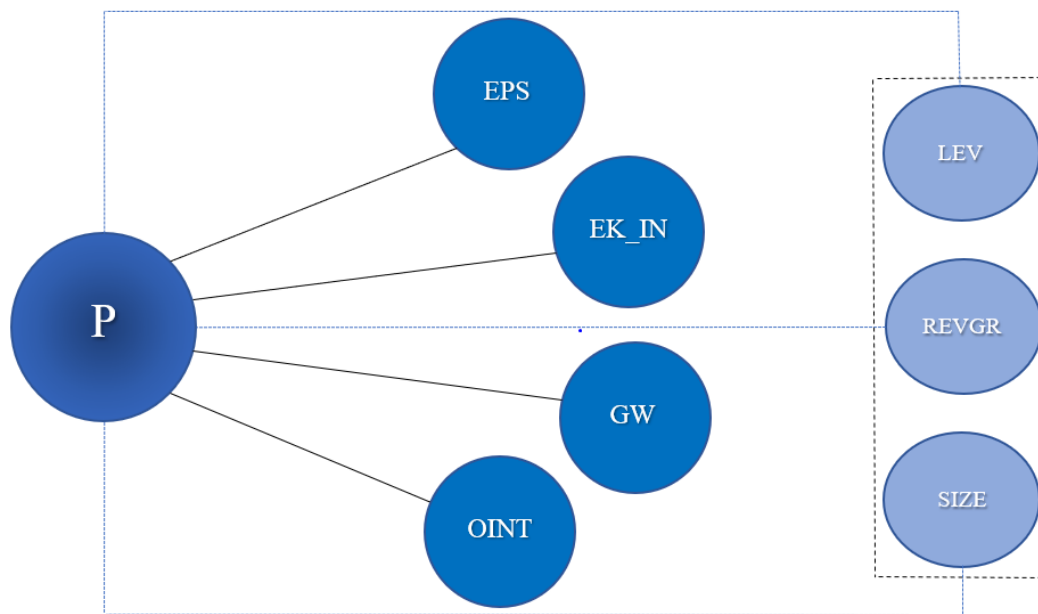 EPS
LEV
EK_IN
P
REVGR
GW
SIZE
OINT